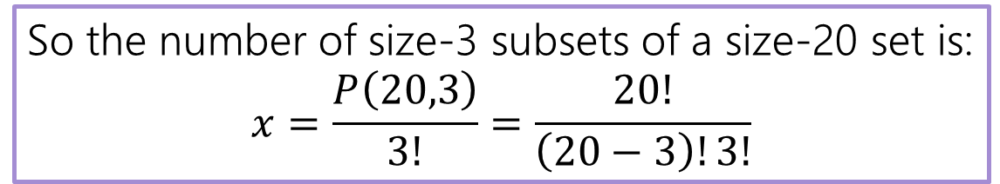 So the number of size-3 subsets of a size-20 set is:
x = P(20,3)/3! = 20!/((20 − 3)! 3!)